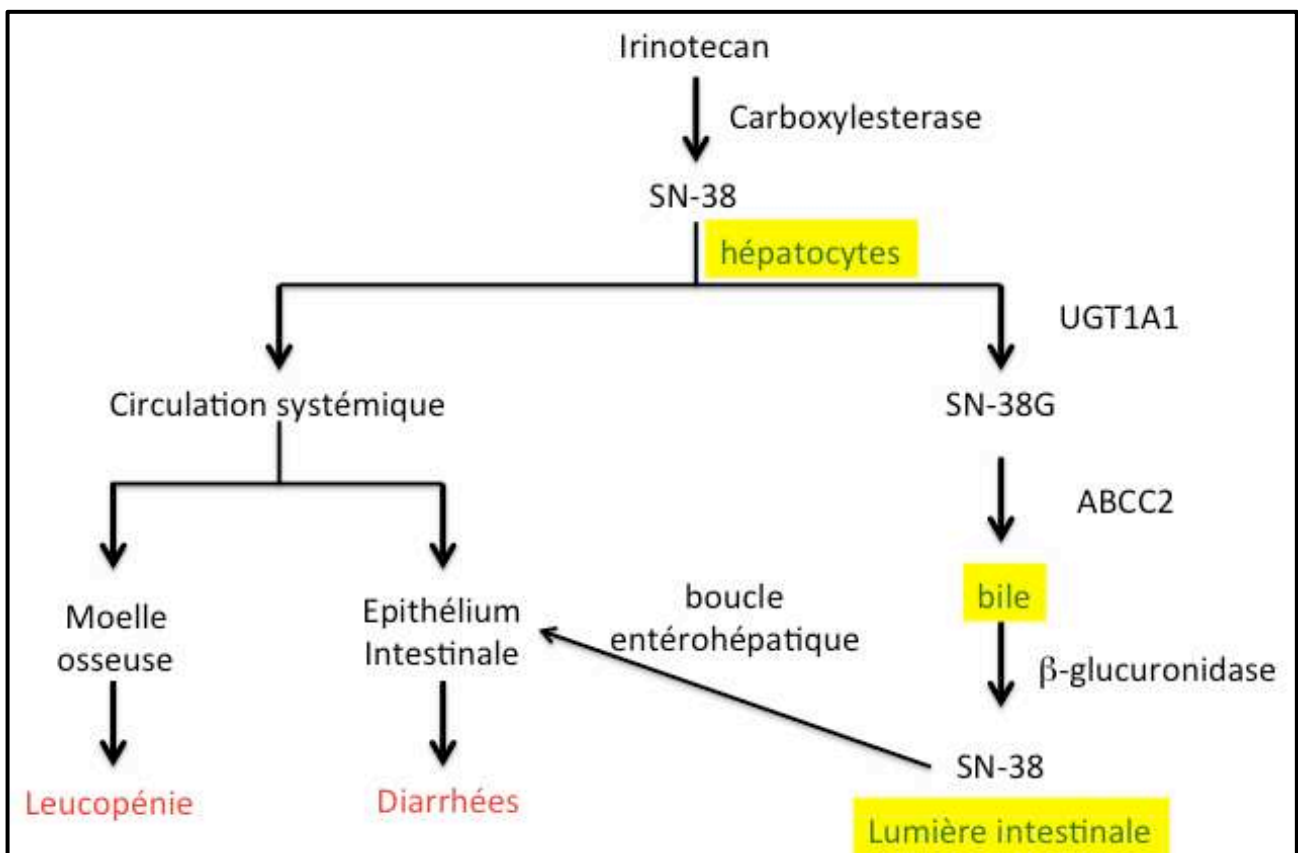 Irinotecan
Carboxylesterase
SN-38
hépatocytes
UGT1A1
Circulation systémique
SN-38G
ABCC2
Moelle
osseuse
Epithélium
Intestinale
boucle
entérohépatique
bile
β-glucuronidase
SN-38
Leucopénie
Diarrhées
Lumière intestinale